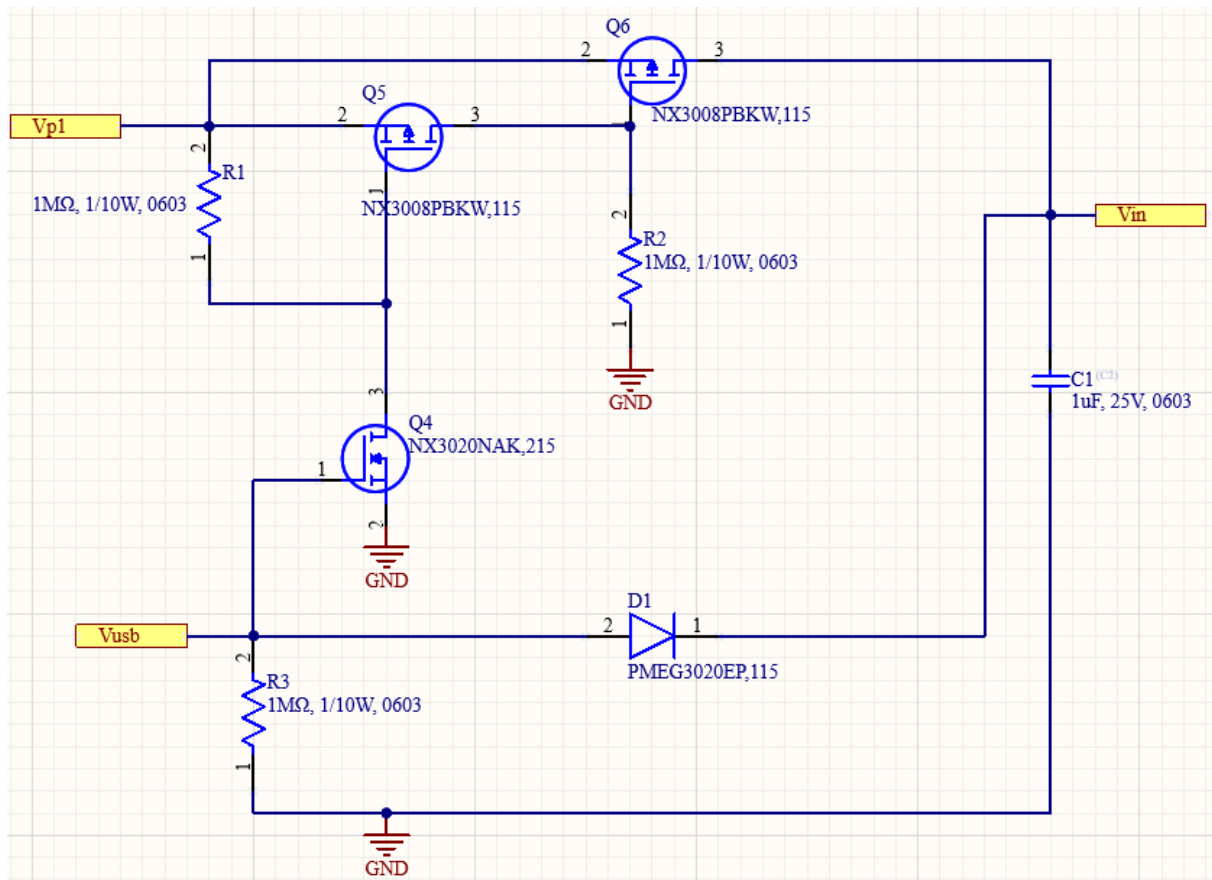 Q6
2
3
NX3008PBKW,115
Q5
2
3
1
NX3008PBKW,115
Vp1
2
R1
1MΩ, 1/10W, 0603
1
Vin
2
R2
1MΩ, 1/10W, 0603
1
GND
C1 (C2)
1uF, 25V, 0603
3
Q4
NX3020NAK,215
1
2
GND
D1
2
1
PMEG3020EP,115
Vusb
2
R3
1MΩ, 1/10W, 0603
1
GND